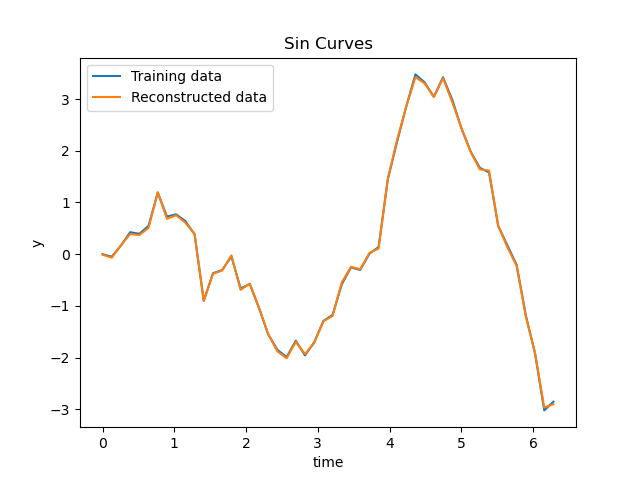 Sin Curves
Training data
Reconstructed data
3
2
1
0
−1
−2
−3
y
0 1 2 3 4 5 6
time